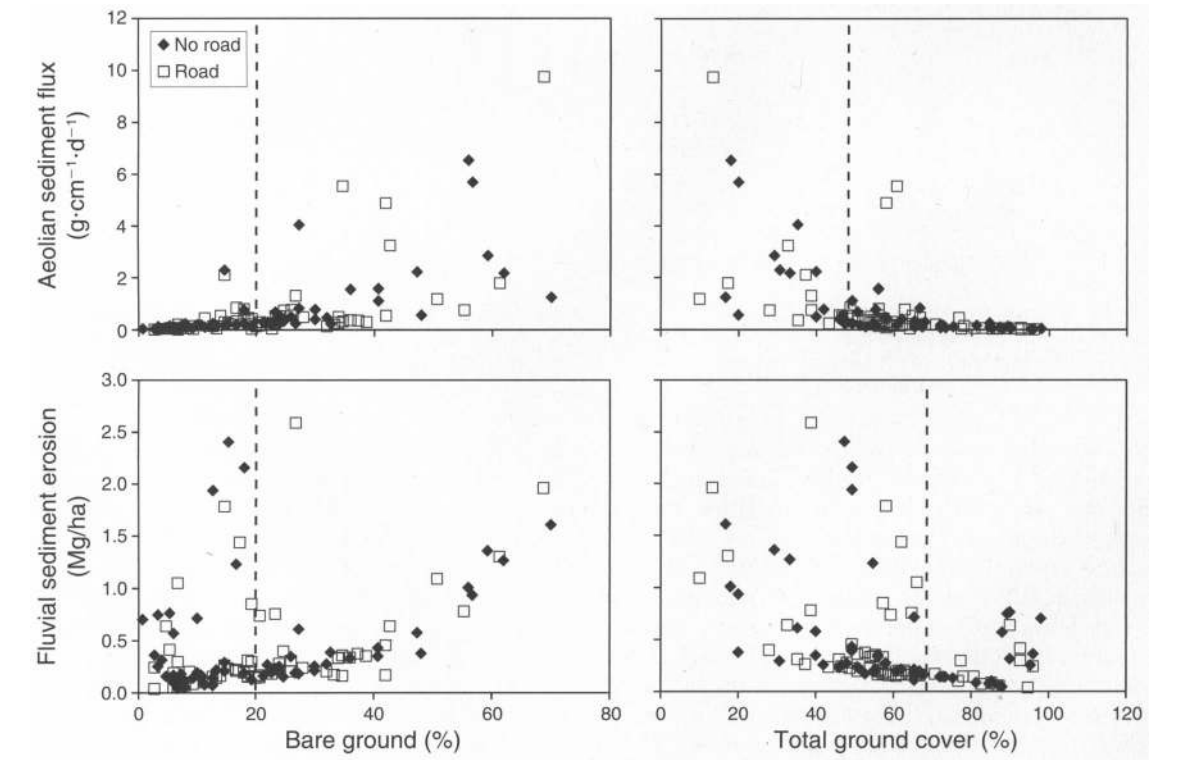 12
10
8
6
4
2
0
Aeolian sediment flux
(g·cm⁻¹·d⁻¹)
No road
Road
3.0
2.5
2.0
1.5
1.0
0.5
0.0
Fluvial sediment erosion
(Mg/ha)
0 20 40 60 80
Bare ground (%)
0 20 40 60 80 100 120
Total ground cover (%)